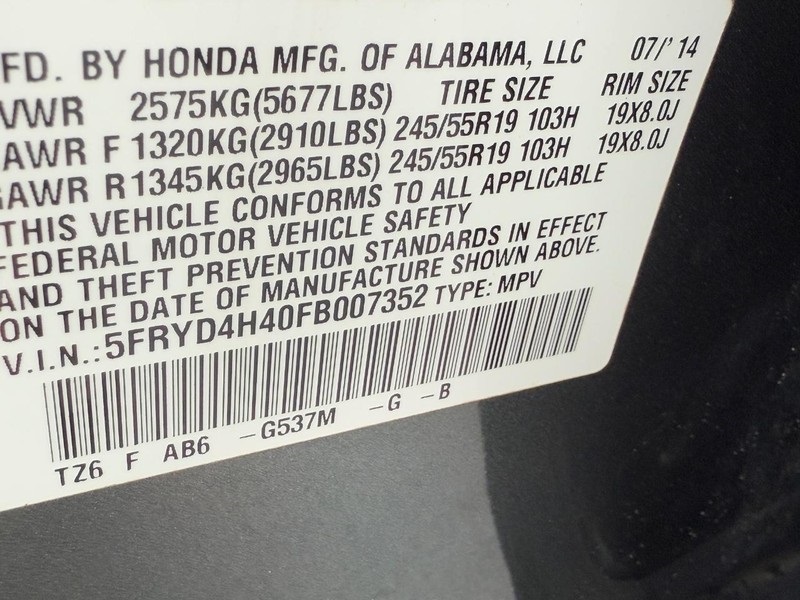 FD. BY HONDA MFG. OF ALABAMA, LLC 07/'14
VWR 2575KG(5677LBS) TIRE SIZE RIM SIZE
AWR F 1320KG(2910LBS) 245/55R19 103H 19X8.0J
GAWR R 1345KG(2965LBS) 245/55R19 103H 19X8.0J
THIS VEHICLE CONFORMS TO ALL APPLICABLE
FEDERAL MOTOR VEHICLE SAFETY
AND THEFT PREVENTION STANDARDS IN EFFECT
ON THE DATE OF MANUFACTURE SHOWN ABOVE.
V.I.N.: 5FRYD4H40FB007352 TYPE: MPV
TZ6 F AB6 -G537M -G -B